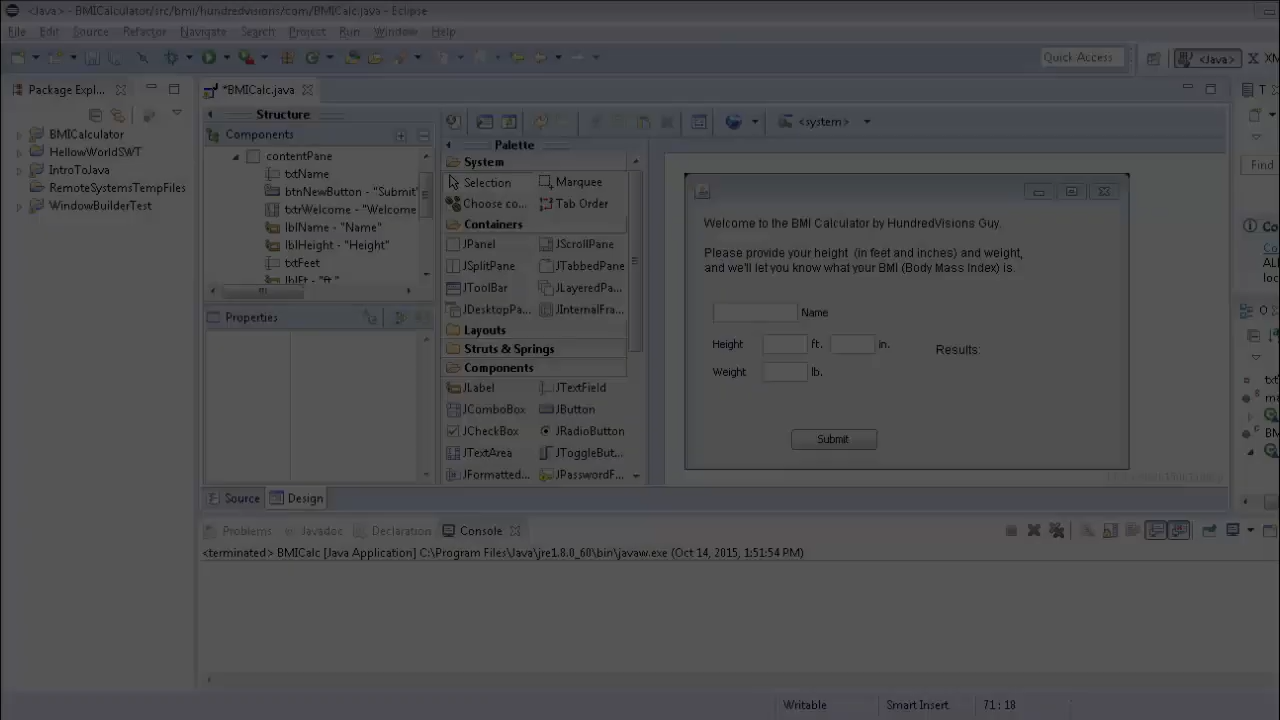 <Java> - BMICalculator/src/bmi/hundredvisions/com/BMICalc.java - Eclipse
File Edit Source Refactor Navigate Search Project Run Window Help
Quick Access
<Java>
Package Expl...
BMICalculator
HellowWorldSWT
IntroToJava
RemoteSystemsTempFiles
WindowBuilderTest
*BMICalc.java
Structure
Components
contentPane
txtName
btnNewButton - "Submit"
txtrWelcome - "Welcome
lblName - "Name"
lblHeight - "Height"
txtFeet
lblFt - "ft."
Properties
Palette
System
Selection Marquee
Choose co... Tab Order
Containers
JPanel JScrollPane
JSplitPane JTabbedPane
JToolBar JLayeredPa...
JDesktopPa... JInternalFra...
Layouts
Struts & Springs
Components
JLabel JTextField
JComboBox JButton
JCheckBox JRadioButton
JTextArea JToggleBut...
JFormatted... JPasswordF...
<system>
Welcome to the BMI Calculator by HundredVisions Guy.
Please provide your height (in feet and inches) and weight,
and we'll let you know what your BMI (Body Mass Index) is.
Name
Height ft. in.
Weight lb.
Results:
Submit
Find
Source Design
Problems Javadoc Declaration Console
<terminated> BMICalc [Java Application] C:\Program Files\Java\jre1.8.0_60\bin\javaw.exe (Oct 14, 2015, 1:51:54 PM)
Writable Smart Insert 71 : 18